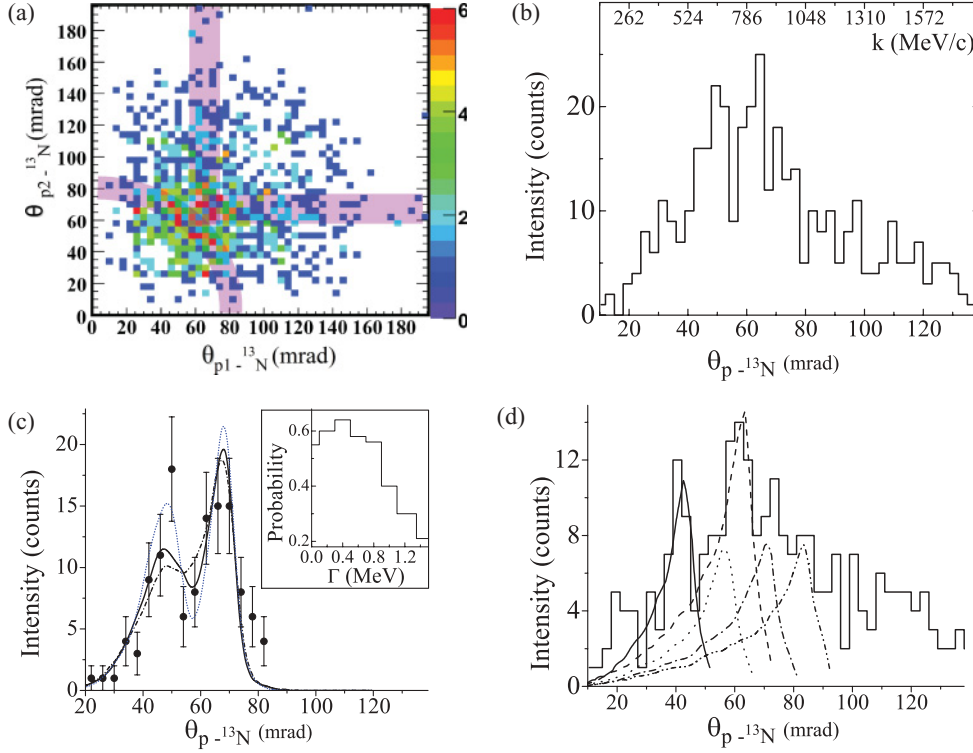 (a)
180
160
140
120
100
80
60
40
20
0
θp2 - ¹³N (mrad)
0 20 40 60 80 100 120 140 160 180
θp1 - ¹³N (mrad)
6
4
2
0
(b)
262 524 786 1048 1310 1572
k (MeV/c)
20
10
0
Intensity (counts)
20 40 60 80 100 120
θp - ¹³N (mrad)
(c)
20
15
10
5
0
Intensity (counts)
20 40 60 80 100 120
θp - ¹³N (mrad)
0.6
0.4
0.2
Probability
0.0 0.4 0.8 1.2
Γ (MeV)
(d)
12
8
4
0
Intensity (counts)
20 40 60 80 100 120
θp - ¹³N (mrad)